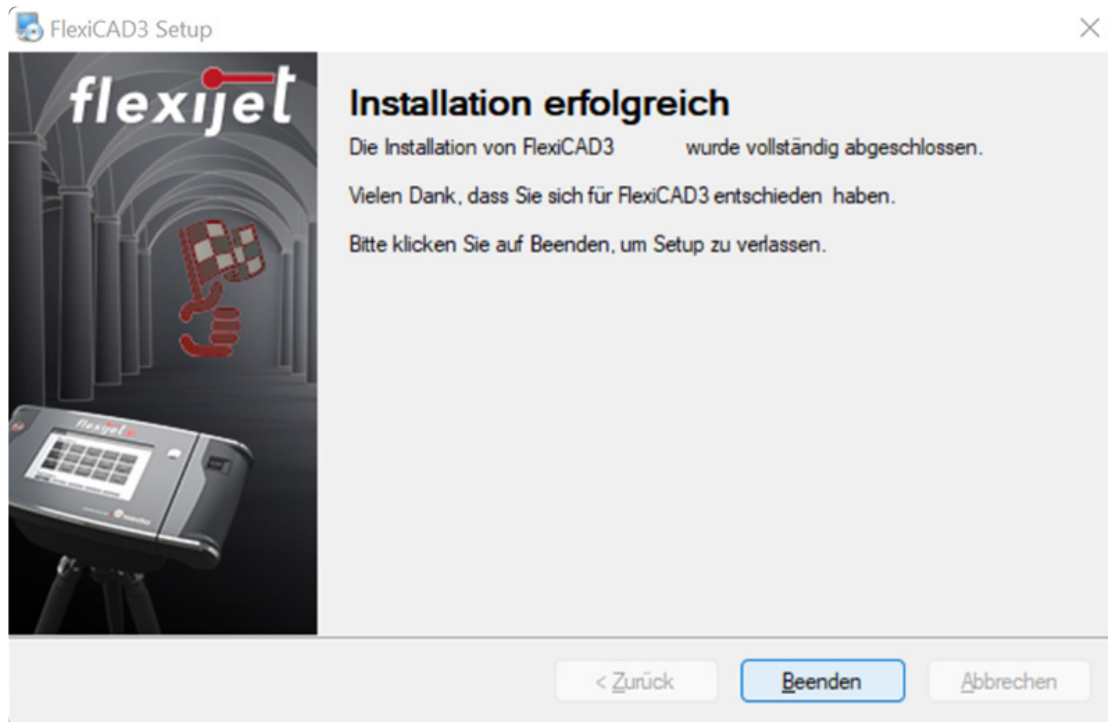 FlexiCAD3 Setup
flexijet
Installation erfolgreich
Die Installation von FlexiCAD3 wurde vollständig abgeschlossen.
Vielen Dank, dass Sie sich für FlexiCAD3 entschieden haben.
Bitte klicken Sie auf Beenden, um Setup zu verlassen.
flexijet
< Zurück
Beenden
Abbrechen